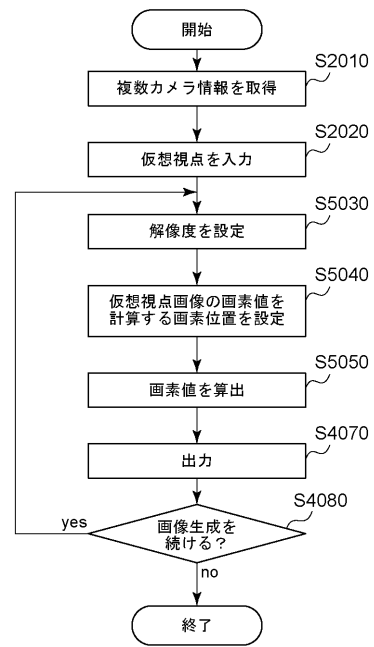 開始
S2010
複数カメラ情報を取得
S2020
仮想視点を入力
S5030
解像度を設定
S5040
仮想視点画像の画素値を
計算する画素位置を設定
S5050
画素値を算出
S4070
出力
S4080
画像生成を
続ける？
yes
no
終了